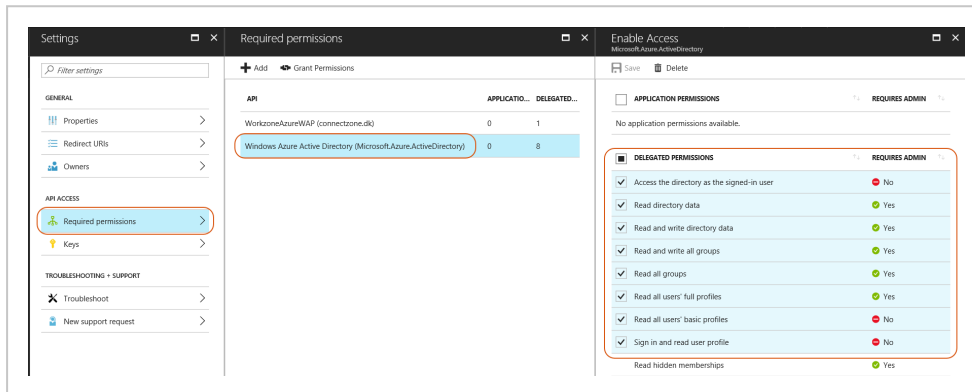 Settings
Filter settings
GENERAL
Properties
Redirect URIs
Owners
API ACCESS
Required permissions
Keys
TROUBLESHOOTING + SUPPORT
Troubleshoot
New support request
Required permissions
Add Grant Permissions
API APPLICATIO... DELEGATED...
WorkzoneAzureWAP (connectzone.dk) 0 1
Windows Azure Active Directory (Microsoft.Azure.ActiveDirectory) 0 8
Enable Access
Microsoft.Azure.ActiveDirectory
Save Delete
APPLICATION PERMISSIONS REQUIRES ADMIN
No application permissions available.
DELEGATED PERMISSIONS REQUIRES ADMIN
Access the directory as the signed-in user No
Read directory data Yes
Read and write directory data Yes
Read and write all groups Yes
Read all groups Yes
Read all users' full profiles Yes
Read all users' basic profiles No
Sign in and read user profile No
Read hidden memberships Yes